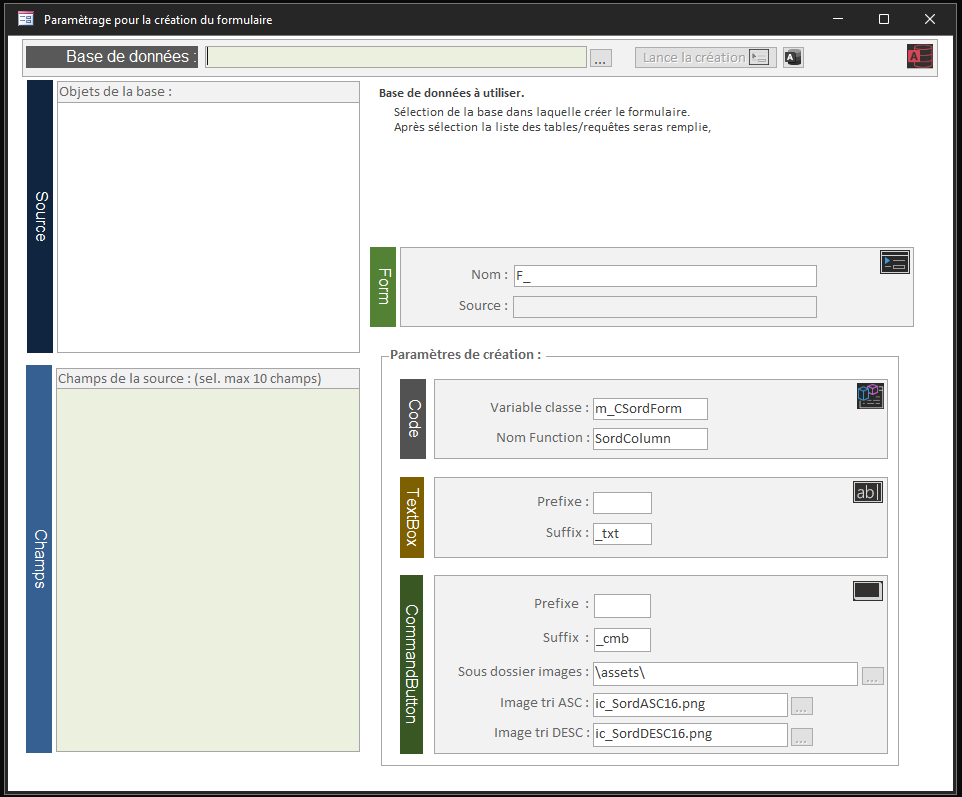 Paramètrage pour la création du formulaire
Base de données :
...
Lance la création
A
A
Objets de la base :
Source
Base de données à utiliser.
Sélection de la base dans laquelle créer le formulaire.
Après sélection la liste des tables/requêtes seras remplie,
Form
Nom : F_
Source :
Champs de la source : (sel. max 10 champs)
Champs
Paramètres de création :
Code
Variable classe : m_CSordForm
Nom Function : SordColumn
TextBox
ab|
Prefixe :
Suffix : _txt
CommandButton
Prefixe :
Suffix : _cmb
Sous dossier images : \assets\ ...
Image tri ASC : ic_SordASC16.png ...
Image tri DESC : ic_SordDESC16.png ...